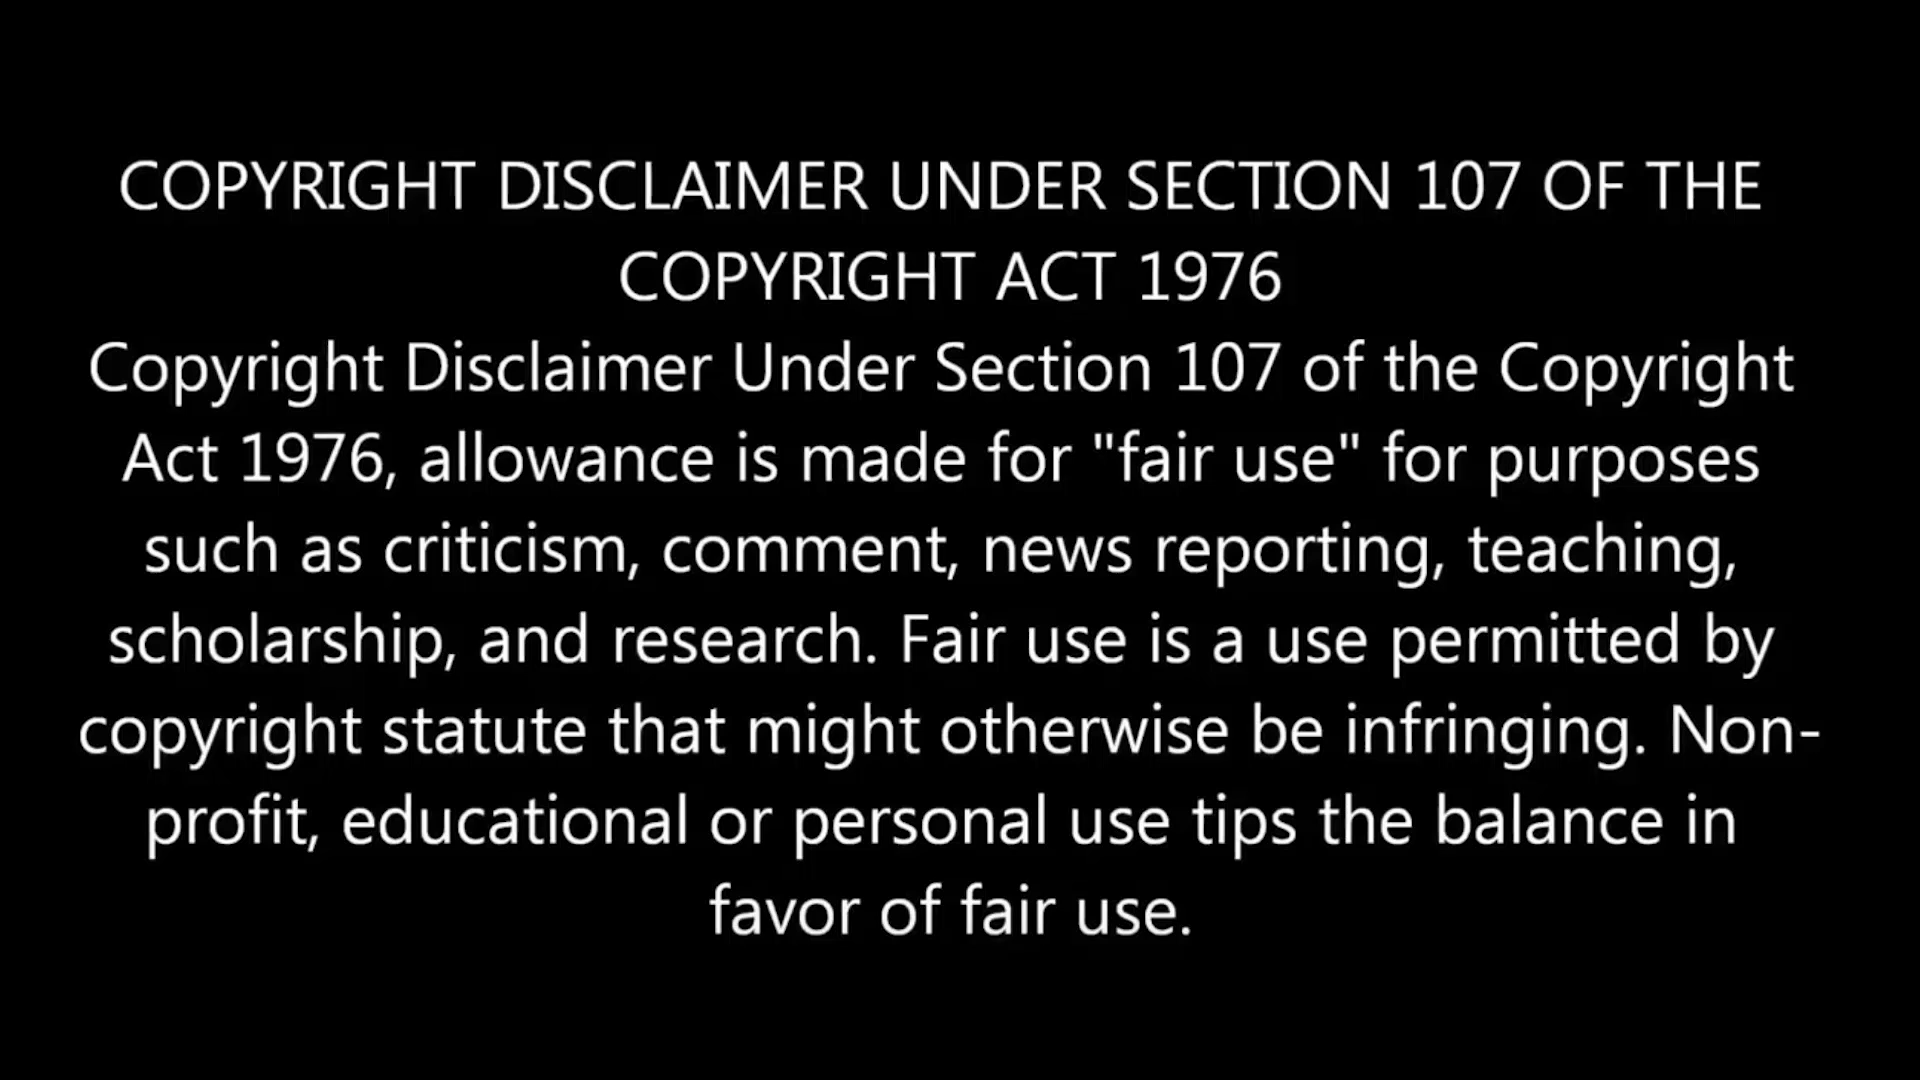 COPYRIGHT DISCLAIMER UNDER SECTION 107 OF THE
COPYRIGHT ACT 1976
Copyright Disclaimer Under Section 107 of the Copyright
Act 1976, allowance is made for "fair use" for purposes
such as criticism, comment, news reporting, teaching,
scholarship, and research. Fair use is a use permitted by
copyright statute that might otherwise be infringing. Non-
profit, educational or personal use tips the balance in
favor of fair use.